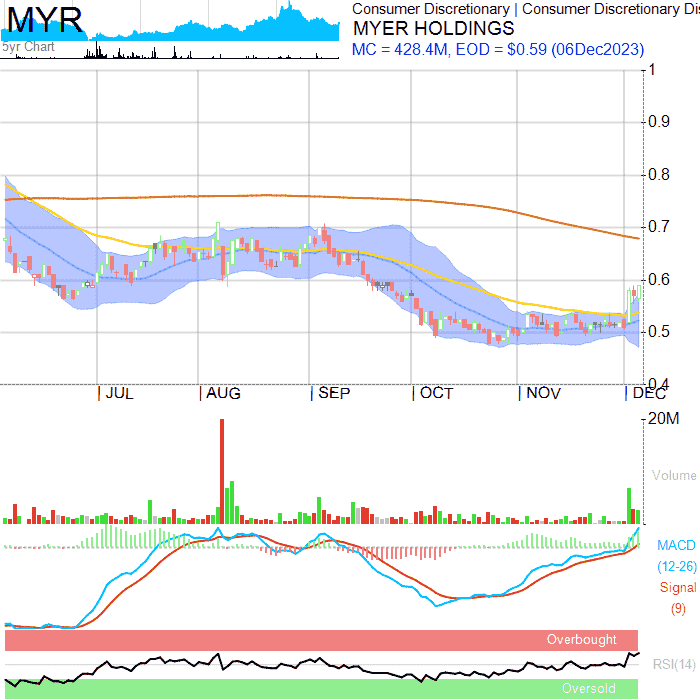 MYR
5yr Chart
Consumer Discretionary | Consumer Discretionary Dis
MYER HOLDINGS
MC = 428.4M, EOD = $0.59 (06Dec2023)
1
0.9
0.8
0.7
0.6
0.5
0.4
JUL AUG SEP OCT NOV DEC
20M
Volume
MACD
(12-26)
Signal
(9)
Overbought
RSI(14)
Oversold